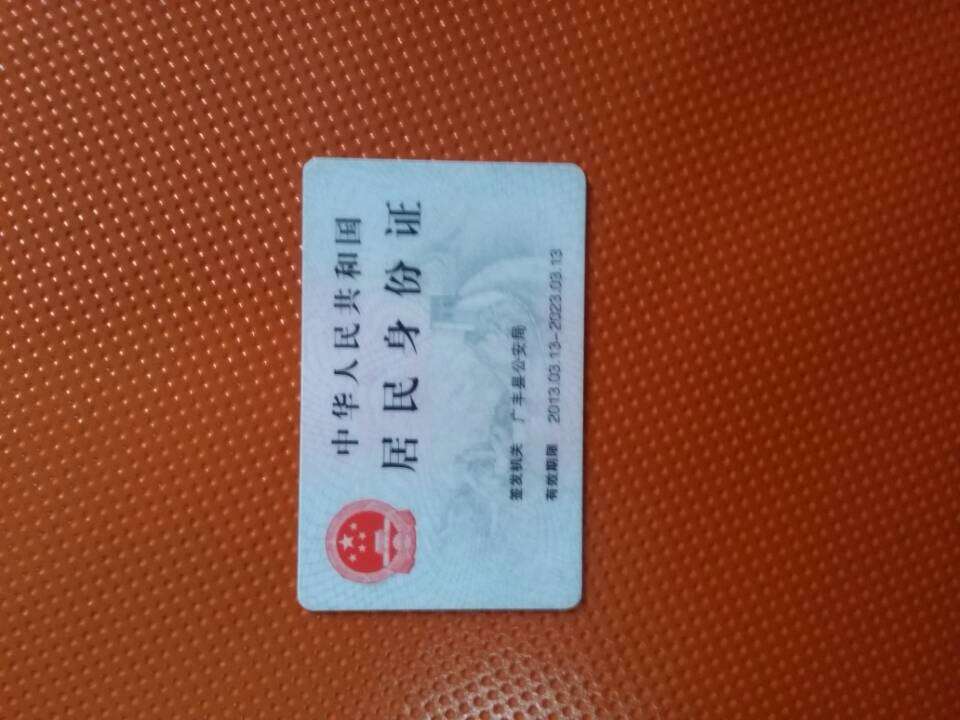 中华人民共和国
居民身份证
签发机关 广丰县公安局
有效期限 2013.03.13-2023.03.13